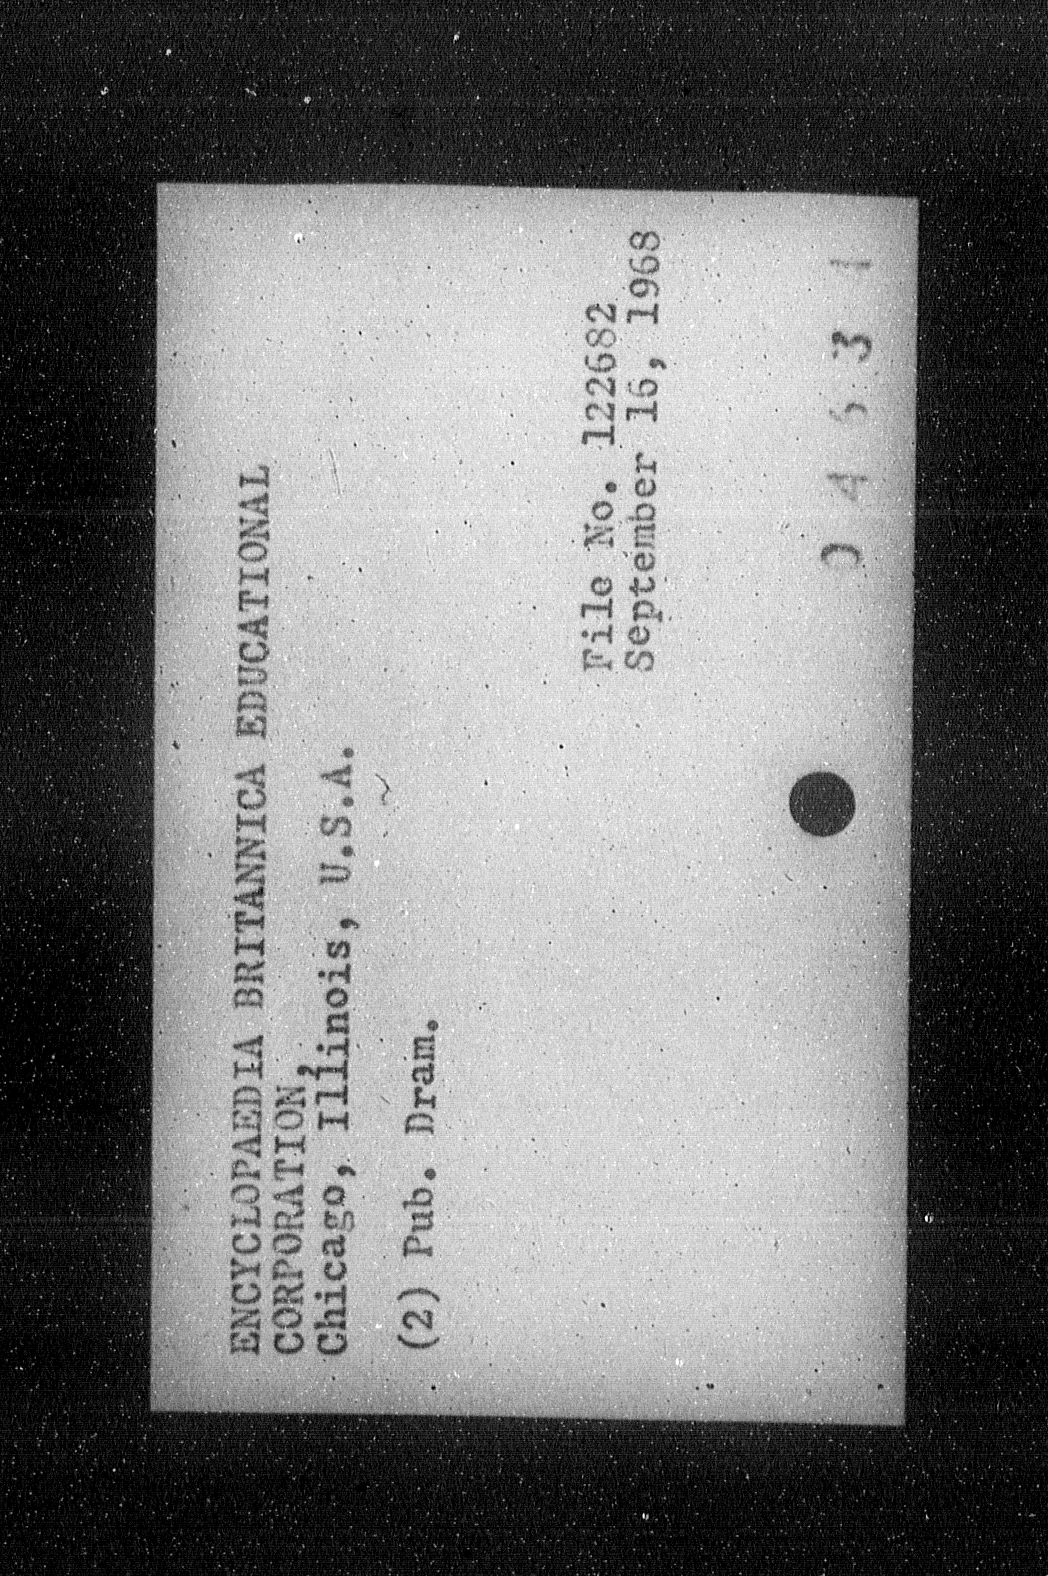 ENCYCLOPAEDIA BRITANNICA EDUCATIONAL
CORPORATION,
Chicago, Illinois, U.S.A.
(2) Pub. Dram.
File No. 122682
September 16, 1968